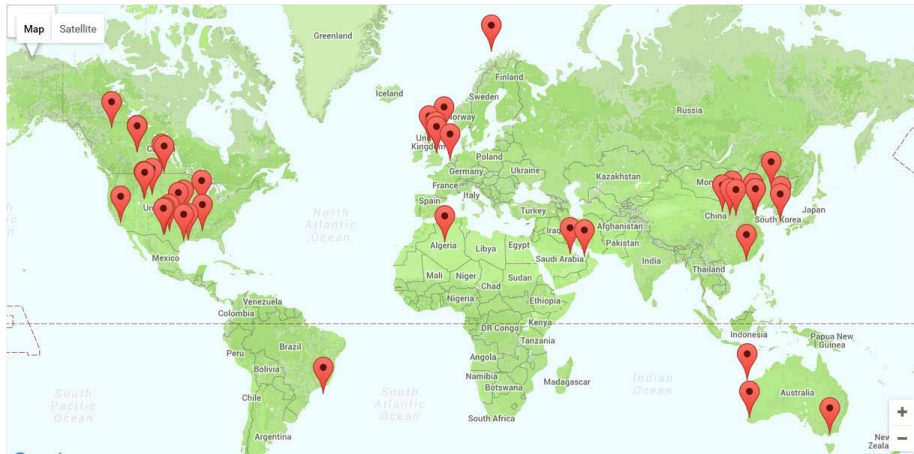 Map Satellite
Greenland
Iceland
Finland
Sweden
Norway
Russia
United
Kingdom
Poland
Germany
Ukraine
Kazakhstan
France
Italy
Spain
Turkey
China
South Korea
Japan
North
Atlantic
Ocean
Algeria
Libya
Egypt
Iraq
Afghanistan
Pakistan
Saudi Arabia
India
Thailand
Mexico
Mali
Niger
Chad
Sudan
Nigeria
Ethiopia
Venezuela
Colombia
DR Congo
Kenya
Tanzania
Indonesia
Papua New
Guinea
Peru
Brazil
Bolivia
Angola
Namibia
Botswana
Madagascar
South
Pacific
Ocean
Chile
South
Atlantic
Ocean
Indian
Ocean
Australia
South Africa
Argentina
+
−